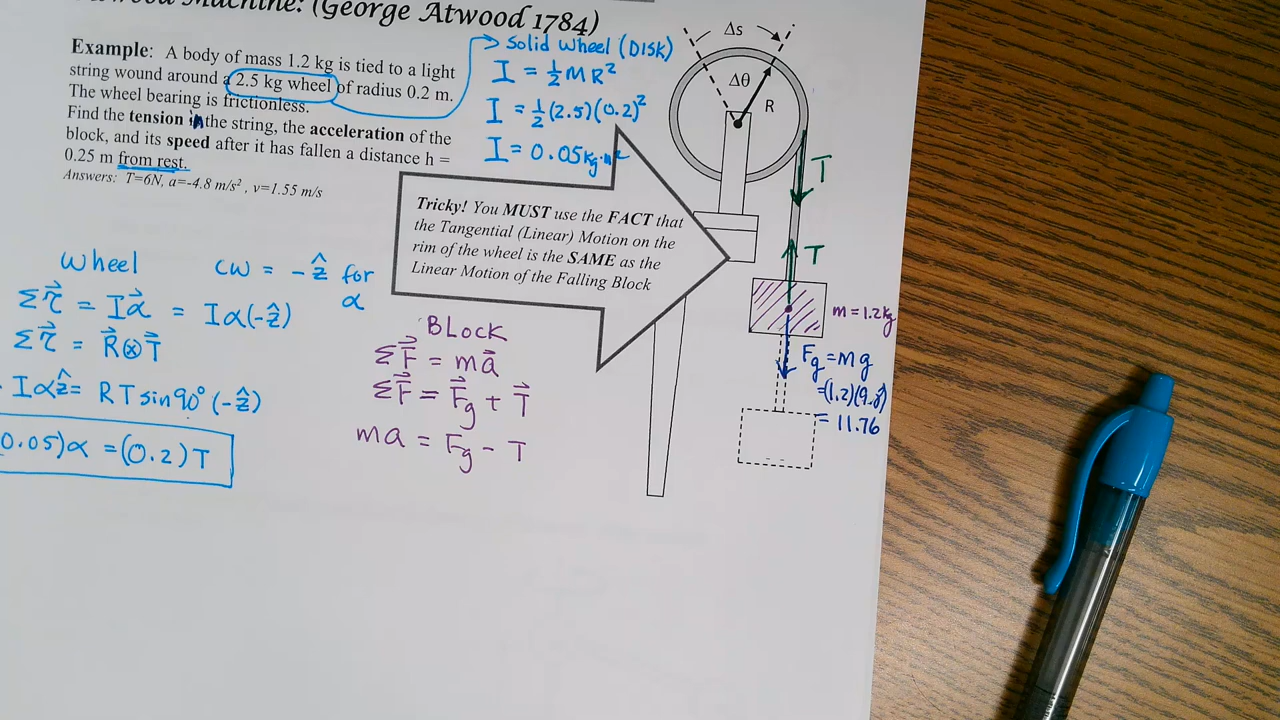 Machine: (George Atwood 1784)
Example: A body of mass 1.2 kg is tied to a light
string wound around a 2.5 kg wheel of radius 0.2 m.
The wheel bearing is frictionless.
Find the tension in the string, the acceleration of the
block, and its speed after it has fallen a distance h =
0.25 m from rest.
Answers: T=6N, a=-4.8 m/s², v=1.55 m/s
Solid Wheel (DISK)
I = ½MR²
I = ½(2.5)(0.2)²
I = 0.05 kg·m²
Tricky! You MUST use the FACT that
the Tangential (Linear) Motion on the
rim of the wheel is the SAME as the
Linear Motion of the Falling Block
Δs
Δθ
R
T
T
m = 1.2kg
Fg = mg
=(1.2)(9.8)
= 11.76
Wheel
CW = -ẑ for
α
Στ⃗ = Iα⃗ = Iα(-ẑ)
Στ⃗ = R⃗⊗T⃗
Iαẑ = RT sin90° (-ẑ)
0.05)α = (0.2)T
BLock
ΣF⃗ = ma⃗
ΣF⃗ = F⃗g + T⃗
ma = Fg - T